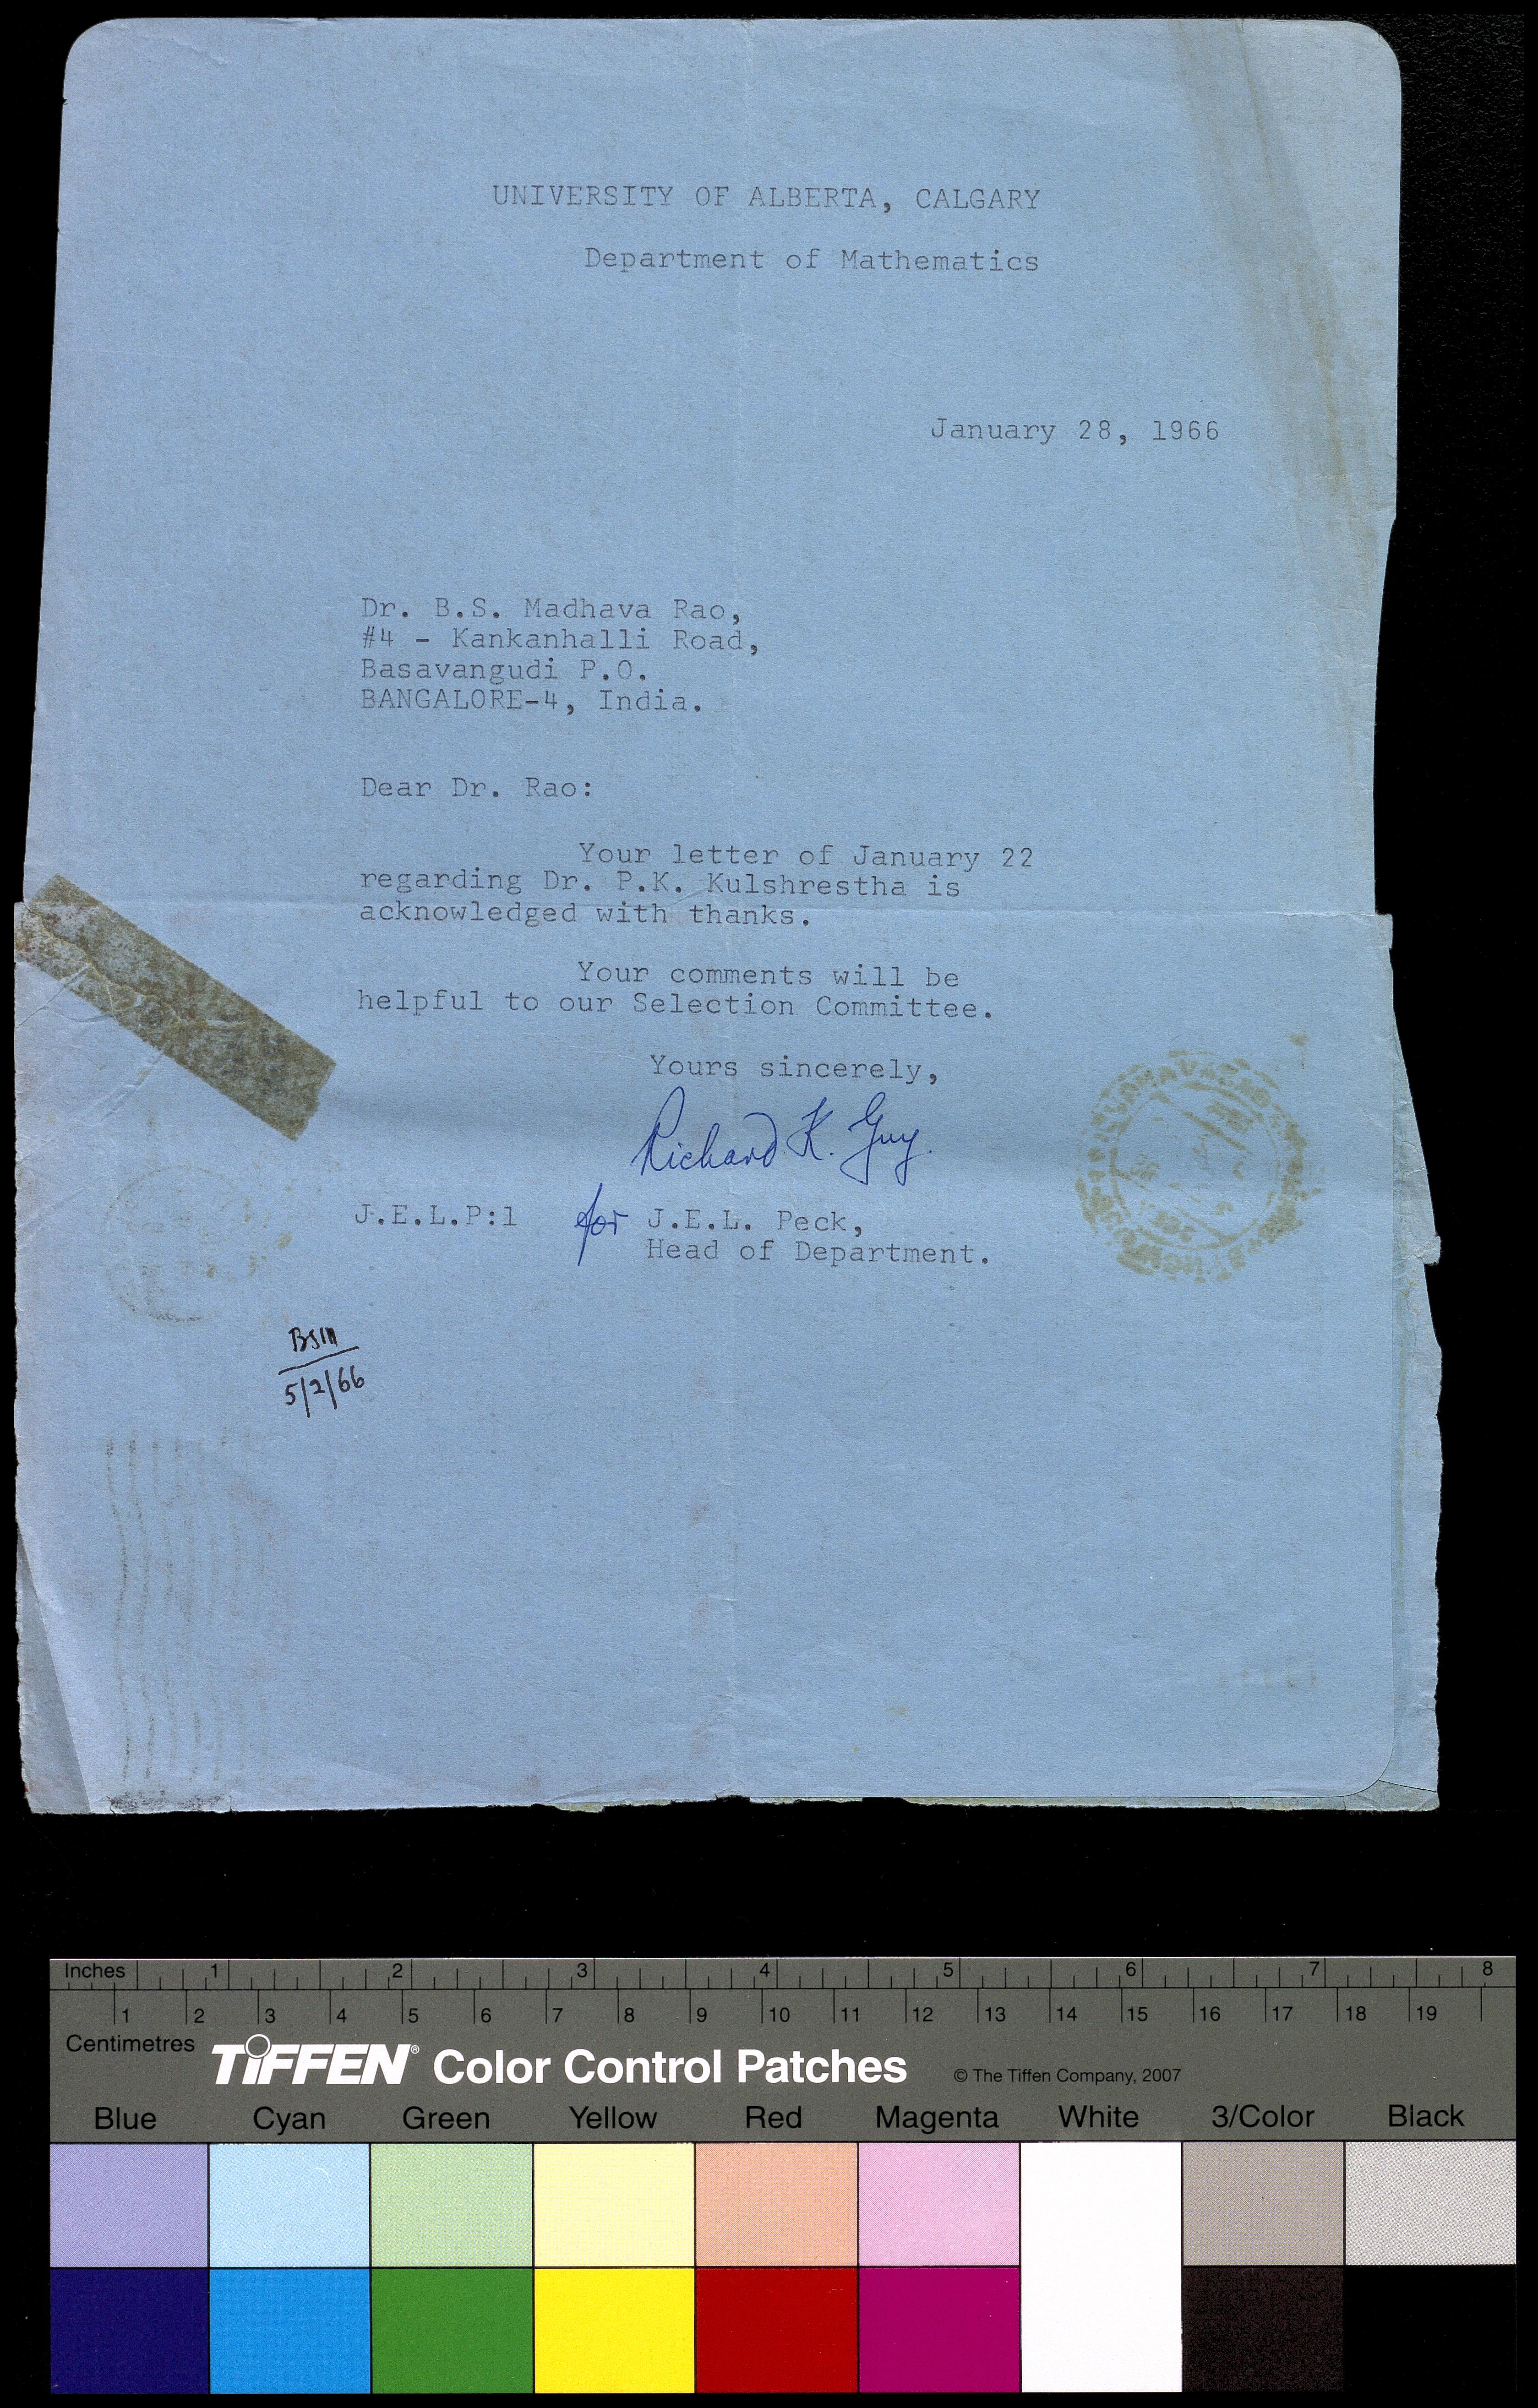 UNIVERSITY OF ALBERTA, CALGARY
Department of Mathematics
January 28, 1966
Dr. B.S. Madhava Rao,
#4 - Kankanhalli Road,
Basavangudi P.O.
BANGALORE-4, India.
Dear Dr. Rao:
Your letter of January 22
regarding Dr. P.K. Kulshrestha is
acknowledged with thanks.
Your comments will be
helpful to our Selection Committee.
Yours sincerely,
Richard K. Guy.
J.E.L.P:l for J.E.L. Peck,
Head of Department.
BSM
5/2/66
Inches 1 2 3 4 5 6 7 8
1 2 3 4 5 6 7 8 9 10 11 12 13 14 15 16 17 18 19
Centimetres
TIFFEN® Color Control Patches © The Tiffen Company, 2007
Blue Cyan Green Yellow Red Magenta White 3/Color Black